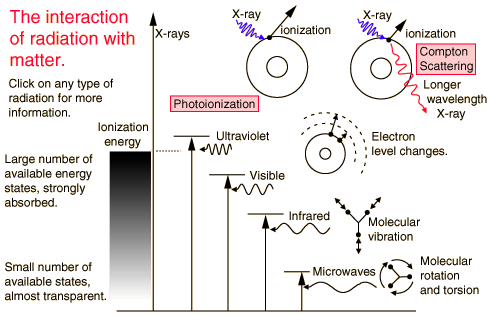 The interaction
of radiation with
matter.
Click on any type of
radiation for more
information.
Ionization
energy
Large number of
available energy
states, strongly
absorbed.
Small number of
available states,
almost transparent.
X-rays
X-ray
ionization
Photoionization
X-ray
ionization
Compton
Scattering
Longer
wavelength
X-ray
Ultraviolet
Electron
level changes.
Visible
Infrared
Molecular
vibration
Microwaves
Molecular
rotation
and torsion